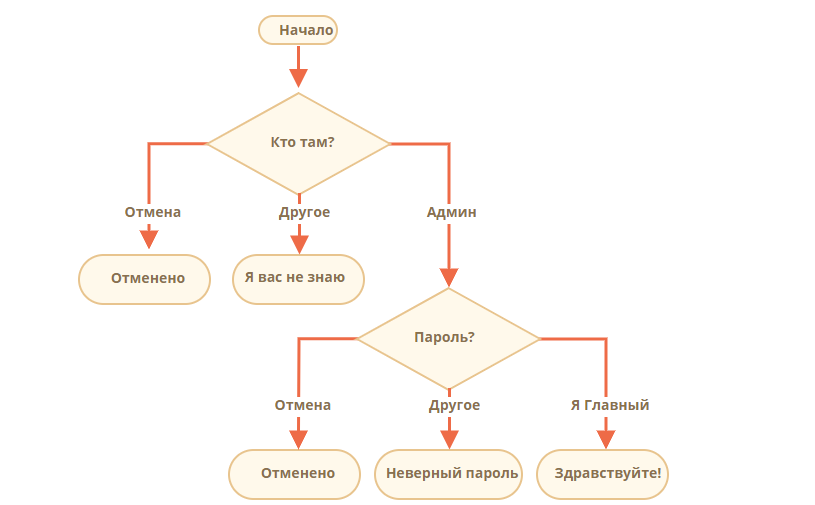 Начало
Кто там?
Отмена
Другое
Админ
Отменено
Я вас не знаю
Пароль?
Отмена
Другое
Я Главный
Отменено
Неверный пароль
Здравствуйте!